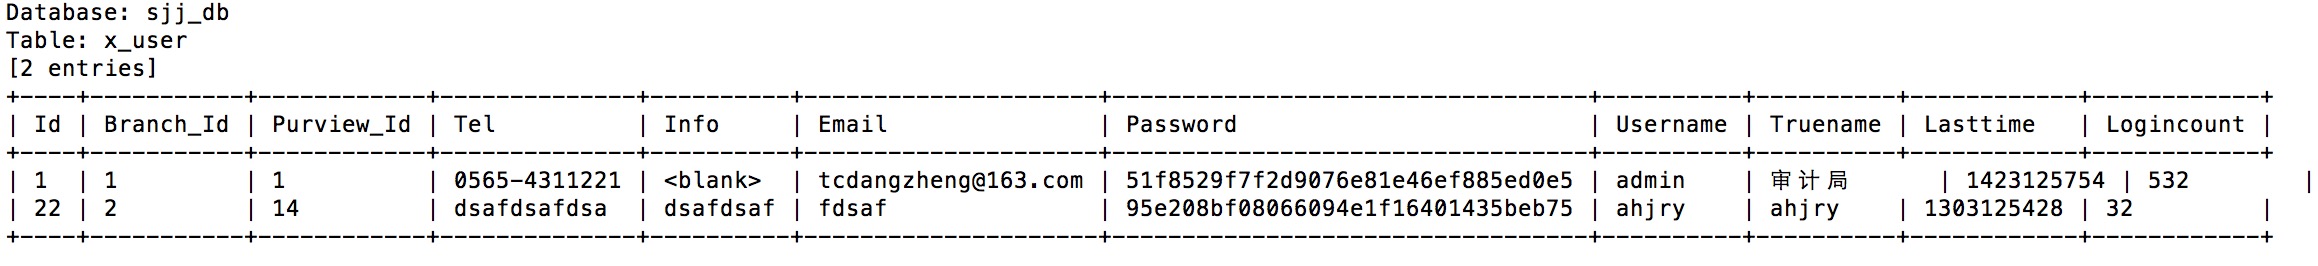 Database: sjj_db
Table: x_user
[2 entries]
+----+-----------+------------+--------------+----------+---------------------+----------------------------------+----------+----------+------------+------------+
| Id | Branch_Id | Purview_Id | Tel          | Info     | Email               | Password                         | Username | Truename | Lasttime   | Logincount |
+----+-----------+------------+--------------+----------+---------------------+----------------------------------+----------+----------+------------+------------+
| 1  | 1         | 1          | 0565-4311221 | <blank>  | tcdangzheng@163.com | 51f8529f7f2d9076e81e46ef885ed0e5 | admin    | 审计局      | 1423125754 | 532        |
| 22 | 2         | 14         | dsafdsafdsa  | dsafdsaf | fdsaf               | 95e208bf08066094e1f16401435beb75 | ahjry    | ahjry    | 1303125428 | 32         |
+----+-----------+------------+--------------+----------+---------------------+----------------------------------+----------+----------+------------+------------+